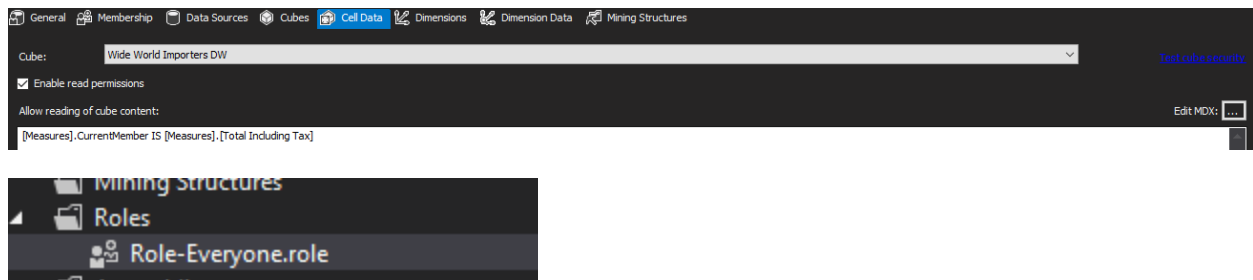 General Membership Data Sources Cubes Cell Data Dimensions Dimension Data Mining Structures
Cube: Wide World Importers DW Test cube security
Enable read permissions
Allow reading of cube content: Edit MDX: ...
[Measures].CurrentMember IS [Measures].[Total Including Tax]
Mining Structures
Roles
Role-Everyone.role